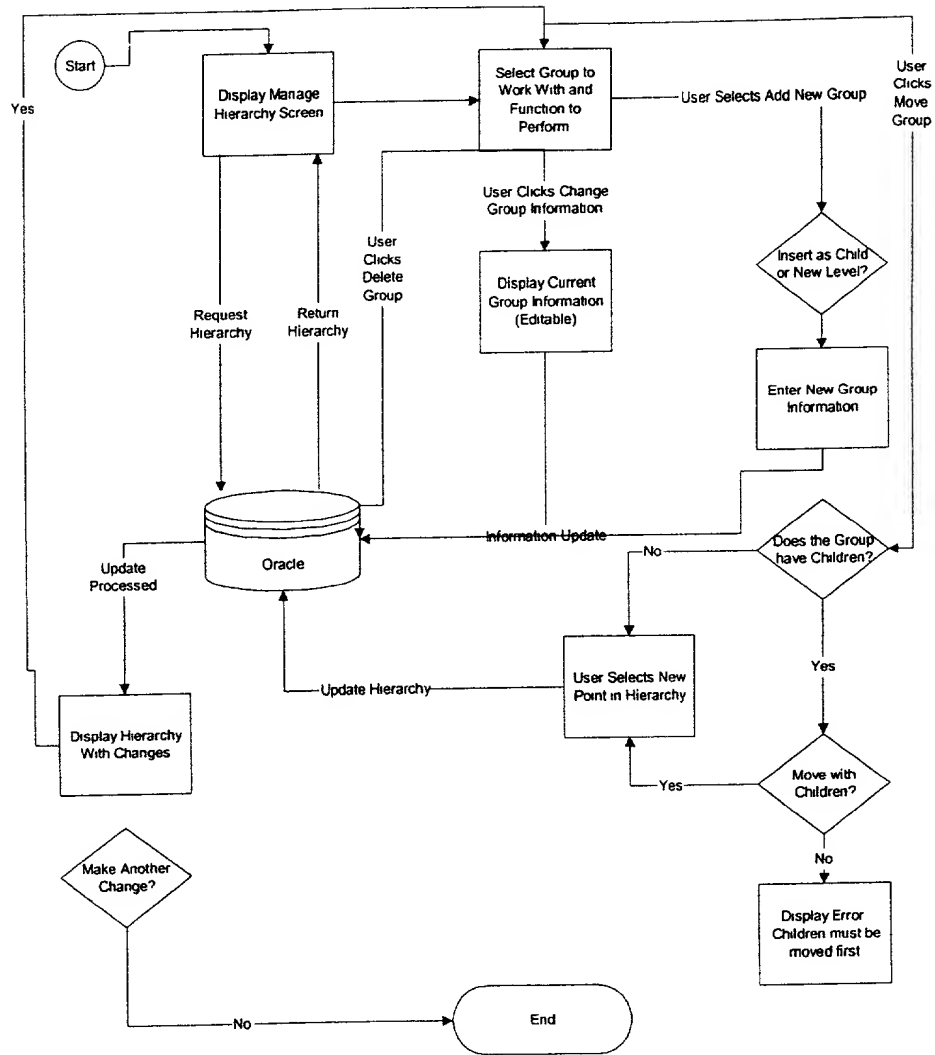 Start
Yes
Display Manage
Hierarchy Screen
Select Group to
Work With and
Function to
Perform
User Selects Add New Group
User
Clicks
Move
Group
User Clicks Change
Group Information
User
Clicks
Delete
Group
Insert as Child
or New Level?
Display Current
Group Information
(Editable)
Request
Hierarchy
Return
Hierarchy
Enter New Group
Information
Information Update
Oracle
Does the Group
have Children?
No
Update
Processed
Yes
User Selects New
Point in Hierarchy
Update Hierarchy
Display Hierarchy
With Changes
Move with
Children?
Yes
No
Make Another
Change?
Display Error
Children must be
moved first
No
End